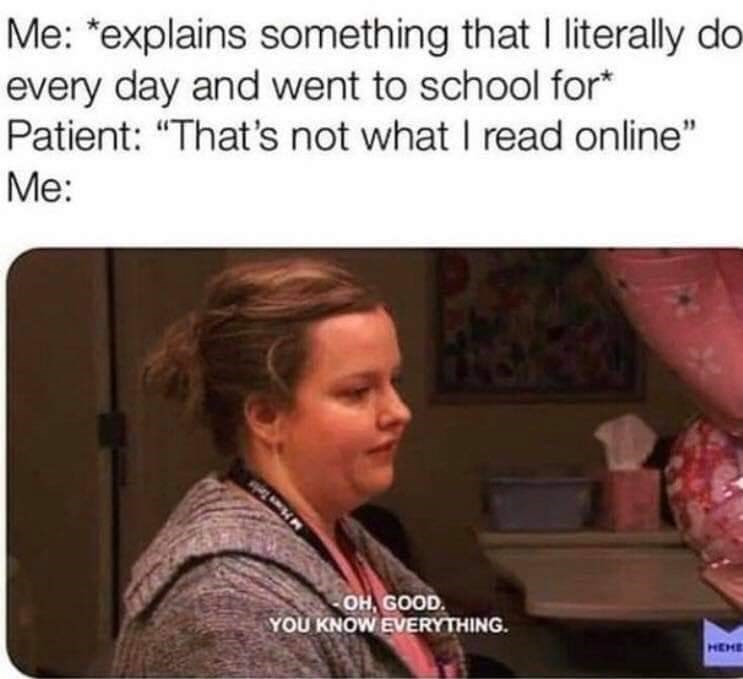 Me: *explains something that I literally do
every day and went to school for*
Patient: “That’s not what I read online”
Me:
-OH, GOOD.
YOU KNOW EVERYTHING.
MEME